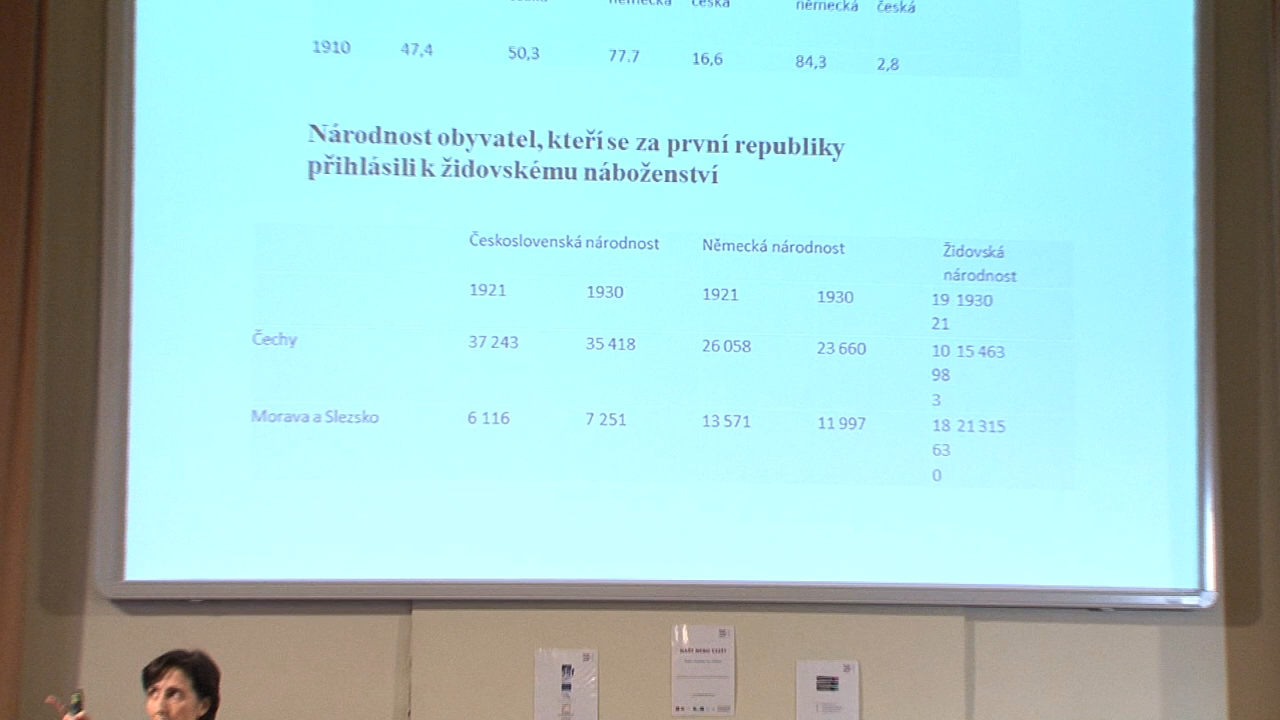 německá česká německá česká
1910 47,4 50,3 77.7 16,6 84,3 2,8
Národnost obyvatel, kteří se za první republiky
přihlásili k židovskému náboženství
Československá národnost Německá národnost Židovská
národnost
1921 1930 1921 1930 19 1930
21
Čechy 37 243 35 418 26 058 23 660 10 15 463
98
3
Morava a Slezsko 6 116 7 251 13 571 11 997 18 21 315
63
0